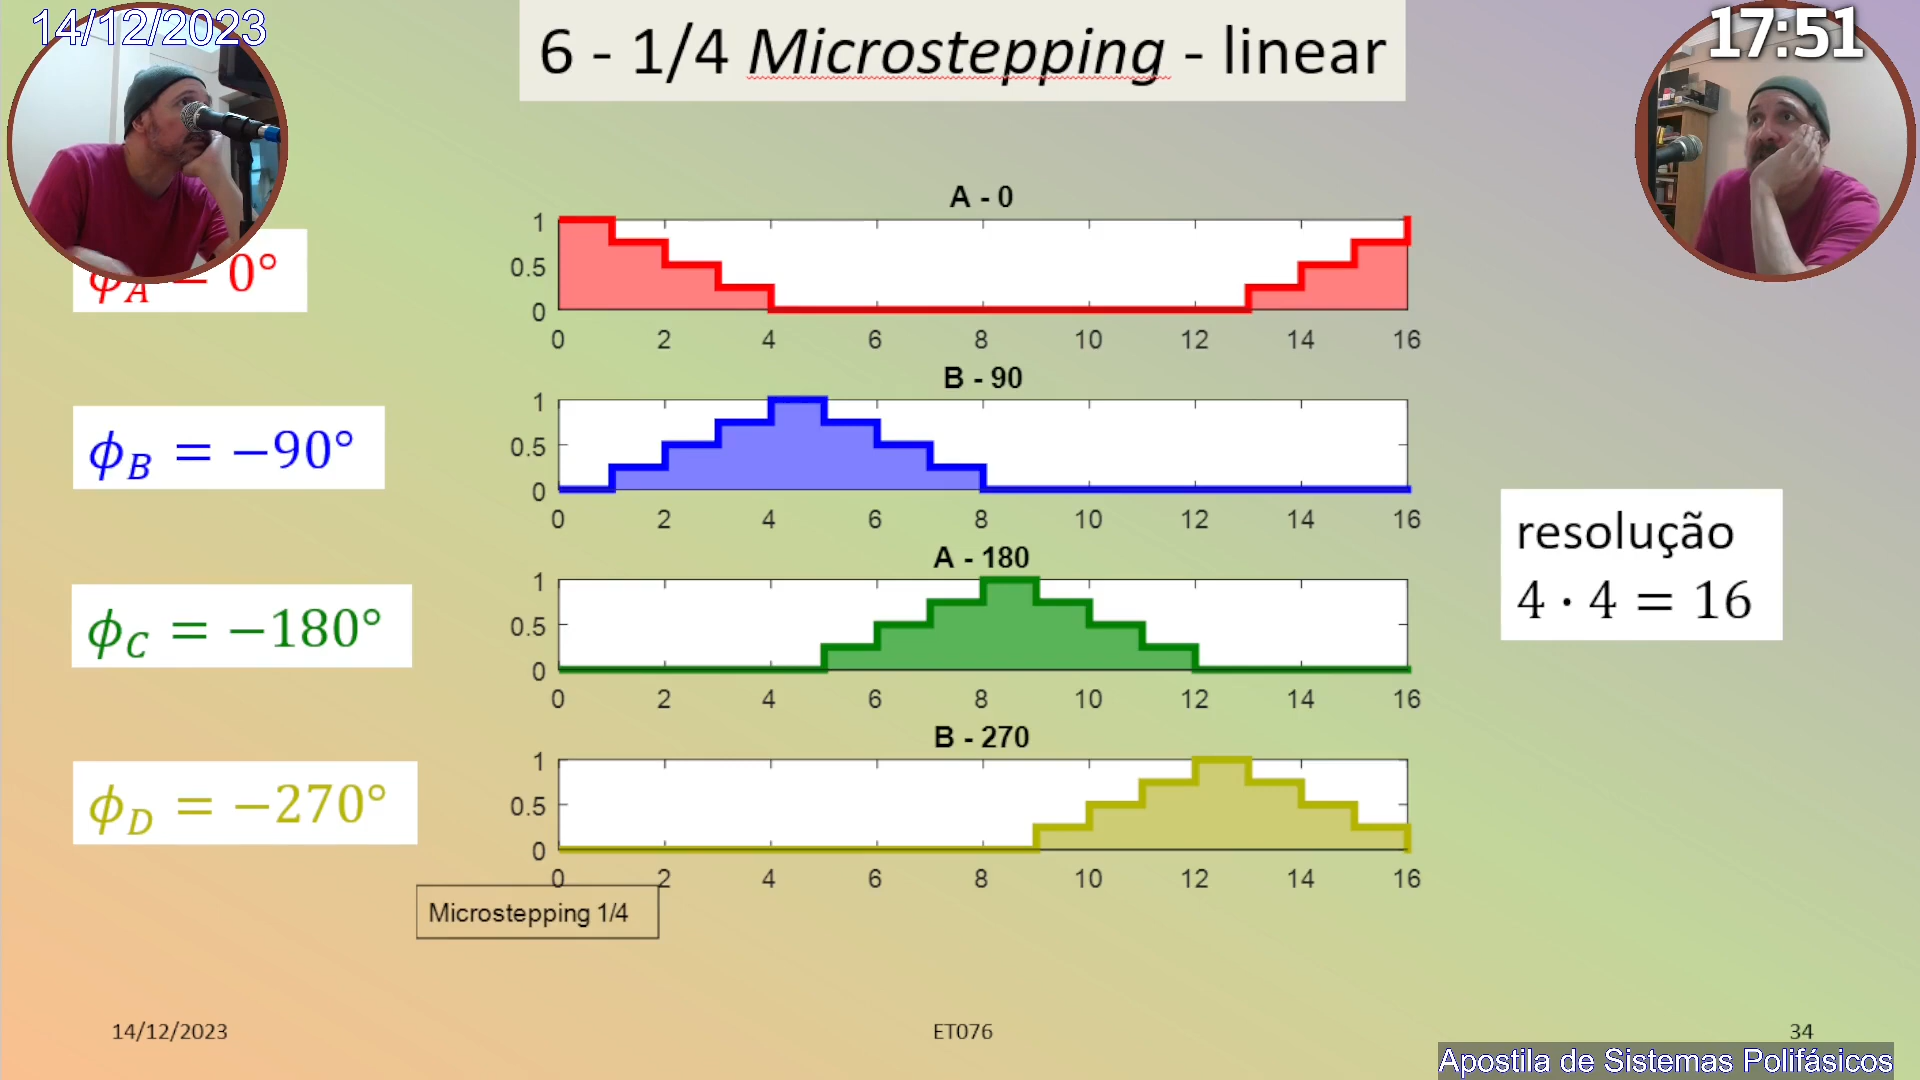 14/12/2023
17:51
6 - 1/4 Microstepping - linear
ϕA = 0°
A - 0
1
0.5
0
0 2 4 6 8 10 12 14 16
ϕB = −90°
B - 90
1
0.5
0
0 2 4 6 8 10 12 14 16
ϕC = −180°
A - 180
1
0.5
0
0 2 4 6 8 10 12 14 16
resolução
4 · 4 = 16
ϕD = −270°
B - 270
1
0.5
0
0 2 4 6 8 10 12 14 16
Microstepping 1/4
14/12/2023
ET076
34
Apostila de Sistemas Polifásicos